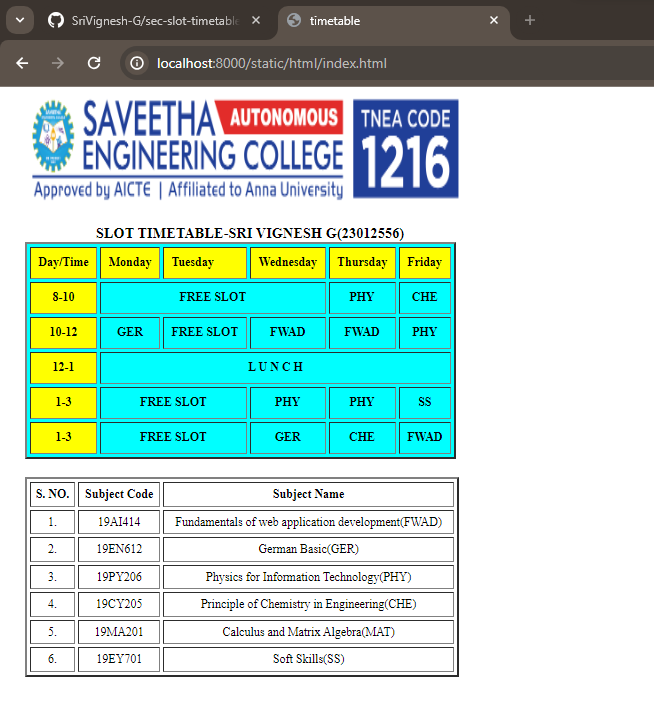 SriVignesh-G/sec-slot-timetable
timetable
localhost:8000/static/html/index.html
SAVEETHA AUTONOMOUS
ENGINEERING COLLEGE
Approved by AICTE | Affiliated to Anna University
TNEA CODE
1216
SLOT TIMETABLE-SRI VIGNESH G(23012556)
Day/Time Monday Tuesday Wednesday Thursday Friday
8-10 FREE SLOT PHY CHE
10-12 GER FREE SLOT FWAD FWAD PHY
12-1 L U N C H
1-3 FREE SLOT PHY PHY SS
1-3 FREE SLOT GER CHE FWAD
S. NO. Subject Code Subject Name
1. 19AI414 Fundamentals of web application development(FWAD)
2. 19EN612 German Basic(GER)
3. 19PY206 Physics for Information Technology(PHY)
4. 19CY205 Principle of Chemistry in Engineering(CHE)
5. 19MA201 Calculus and Matrix Algebra(MAT)
6. 19EY701 Soft Skills(SS)